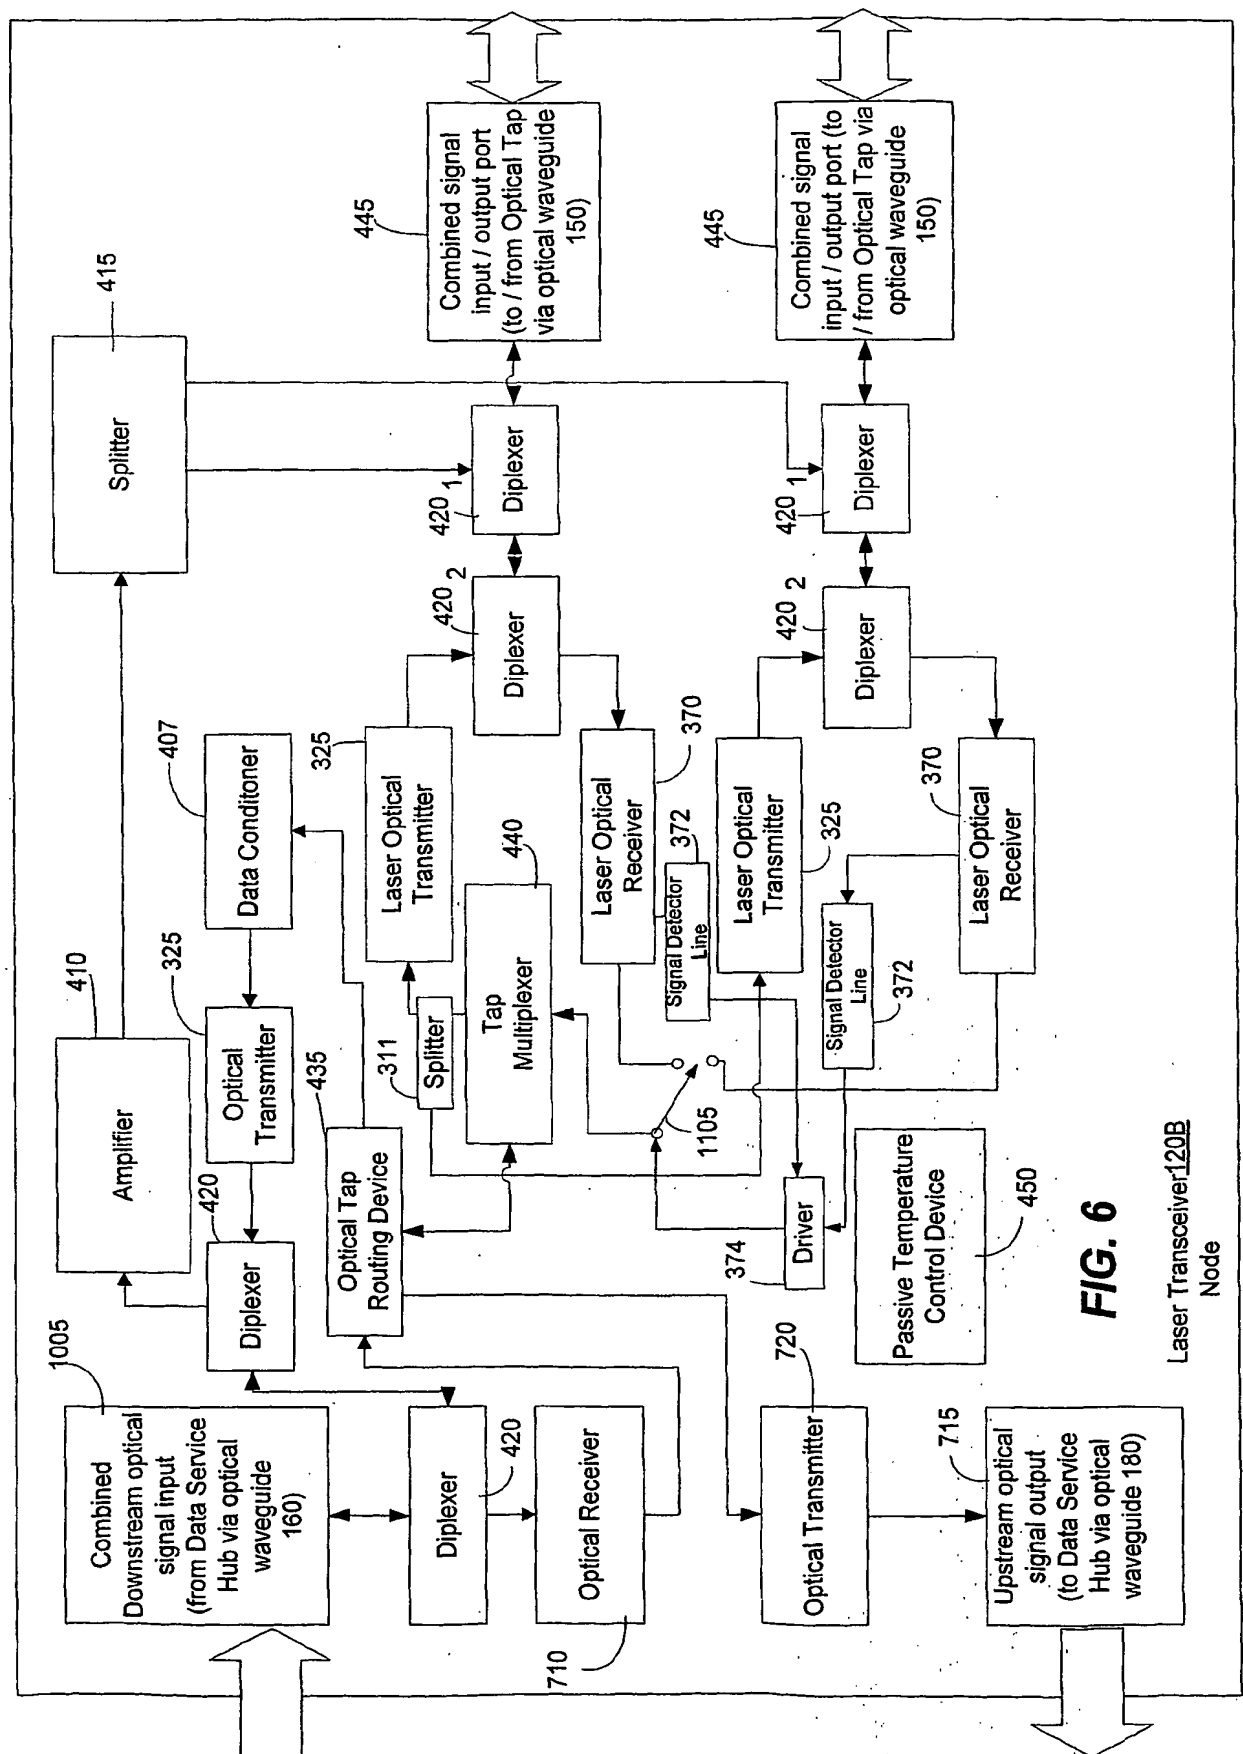 1005
Combined
Downstream optical
signal input
(from Data Service
Hub via optical
waveguide
160)
Diplexer
420
Optical Receiver
710
Optical Transmitter
720
Upstream optical
signal output
(to Data Service
Hub via optical
waveguide 180)
715
Amplifier
410
Diplexer
420
Optical
Transmitter
325
Data Conditoner
407
Optical Tap
Routing Device
435
Splitter
311
Tap
Multiplexer
440
Laser Optical
Transmitter
325
Laser Optical
Receiver
370
Signal Detector
Line
372
1105
Driver
374
Laser Optical
Transmitter
325
Signal Detector
Line
372
Laser Optical
Receiver
370
Passive Temperature
Control Device
450
Splitter
415
Diplexer
420 2
Diplexer
420 1
Combined signal
input / output port
(to / from Optical Tap
via optical waveguide
150)
445
Diplexer
420 2
Diplexer
420 1
Combined signal
input / output port (to
/ from Optical Tap via
optical waveguide
150)
445
FIG. 6
Laser Transceiver120B
Node